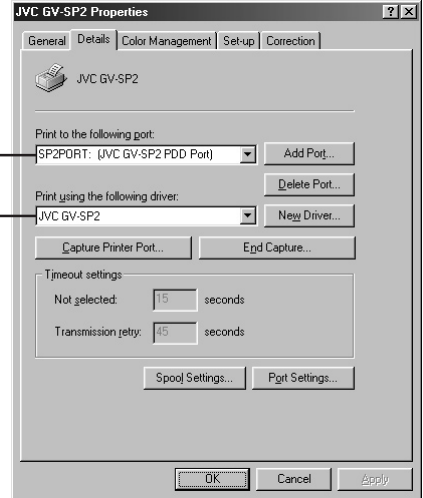 JVC GV-SP2 Properties
General Details Color Management Set-up Correction
JVC GV-SP2
Print to the following port:
SP2PORT: (JVC GV-SP2 PDD Port) Add Port...
Delete Port...
Print using the following driver:
JVC GV-SP2 New Driver...
Capture Printer Port... End Capture...
Timeout settings
Not selected: 15 seconds
Transmission retry: 45 seconds
Spool Settings... Port Settings...
OK Cancel Apply